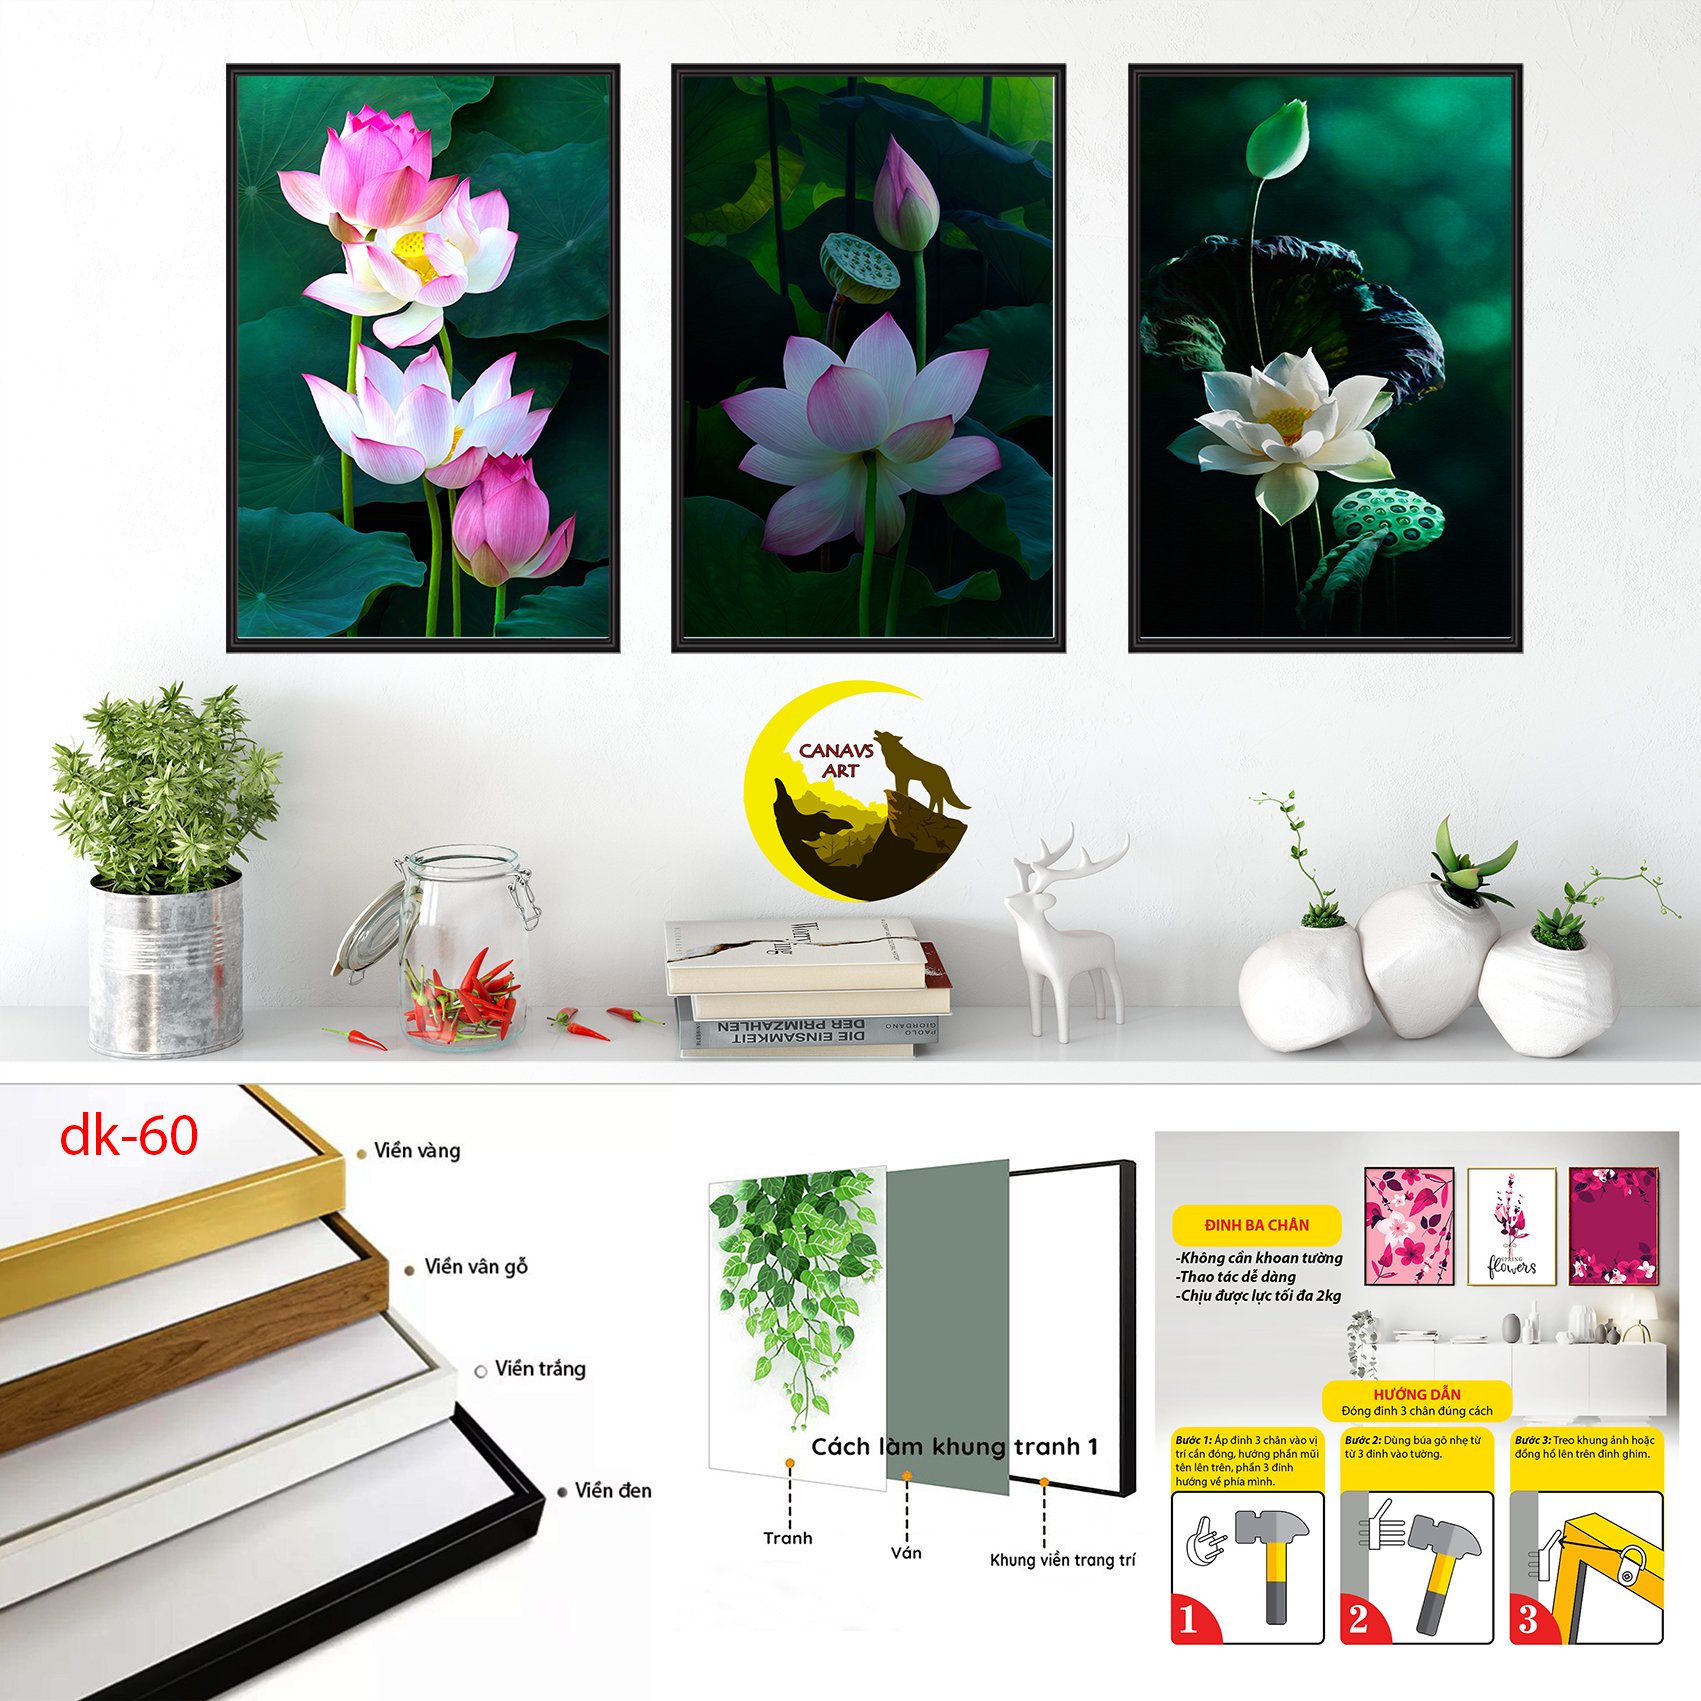 CANAVS
ART
Worrying
DIE EINSAMKEIT
DER PRIMZAHLEN
PAOLO
GIORDANO
dk-60
Viền vàng
Viền vân gỗ
Viền trắng
Viền đen
Cách làm khung tranh 1
Tranh
Ván
Khung viền trang trí
ĐINH BA CHÂN
-Không cần khoan tường
-Thao tác dễ dàng
-Chịu được lực tối đa 2kg
SPRING
flowers
HƯỚNG DẪN
Đóng đinh 3 chân đúng cách
Bước 1: Áp đinh 3 chân vào vị
trí cần đóng, hướng phần mũi
tên lên trên, phần 3 đinh
hướng về phía mình.
Bước 2: Dùng búa gõ nhẹ từ
từ 3 đinh vào tường.
Bước 3: Treo khung ảnh hoặc
đồng hồ lên trên đinh ghim.
1
2
3